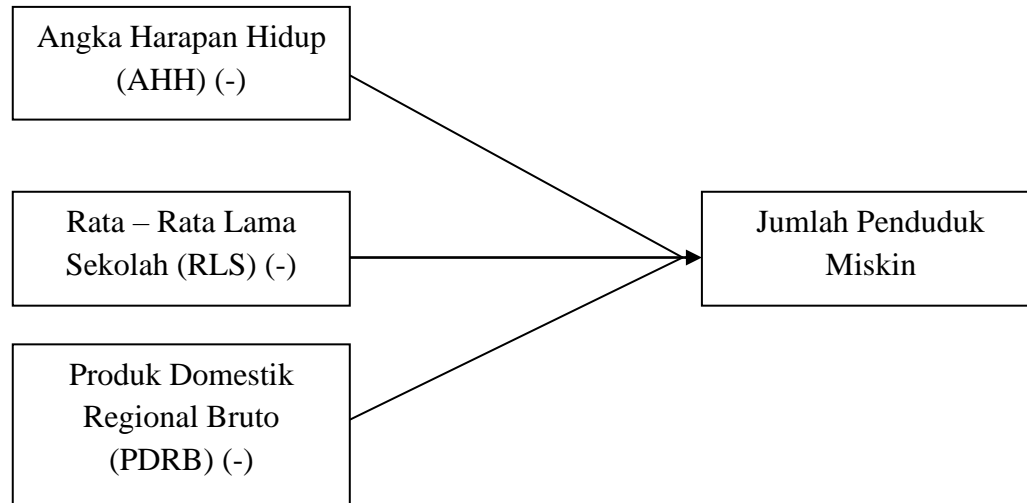 Angka Harapan Hidup
(AHH) (-)
Rata – Rata Lama
Sekolah (RLS) (-)
Jumlah Penduduk
Miskin
Produk Domestik
Regional Bruto
(PDRB) (-)